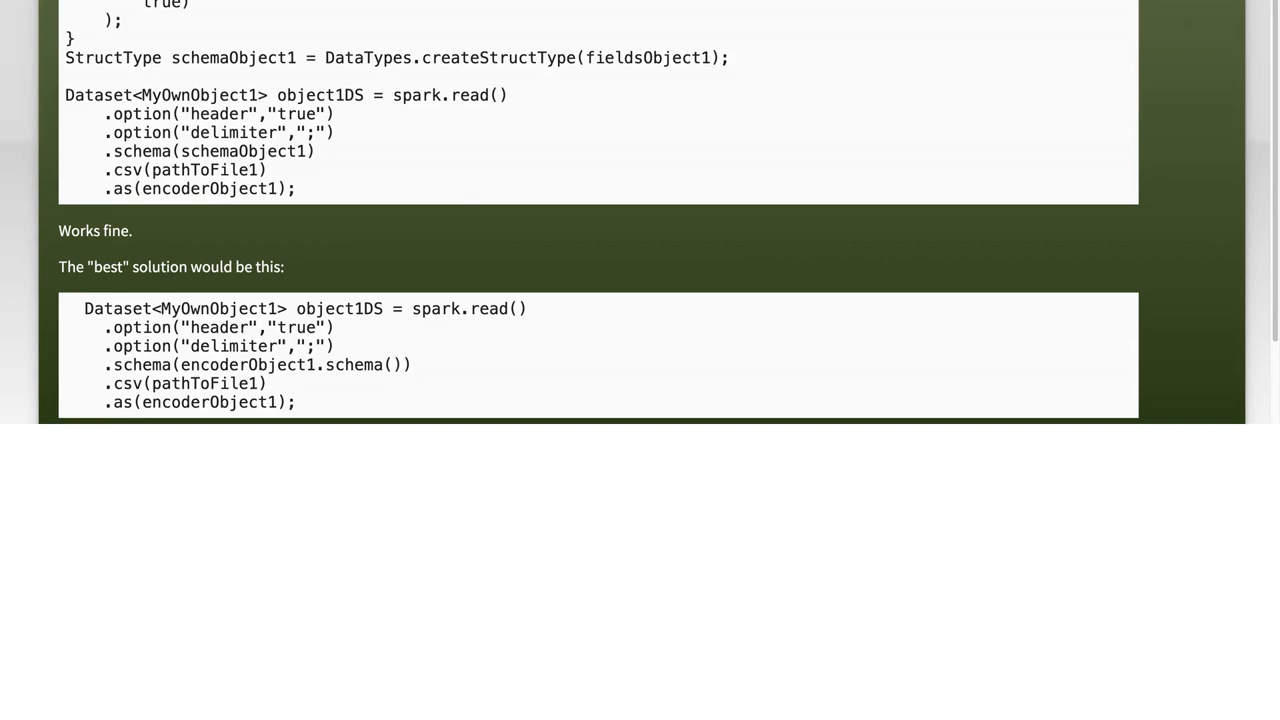 true)
    );
}
StructType schemaObject1 = DataTypes.createStructType(fieldsObject1);
Dataset<MyOwnObject1> object1DS = spark.read()
    .option("header","true")
    .option("delimiter",";")
    .schema(schemaObject1)
    .csv(pathToFile1)
    .as(encoderObject1);
Works fine.
The "best" solution would be this:
  Dataset<MyOwnObject1> object1DS = spark.read()
    .option("header","true")
    .option("delimiter",";")
    .schema(encoderObject1.schema())
    .csv(pathToFile1)
    .as(encoderObject1);